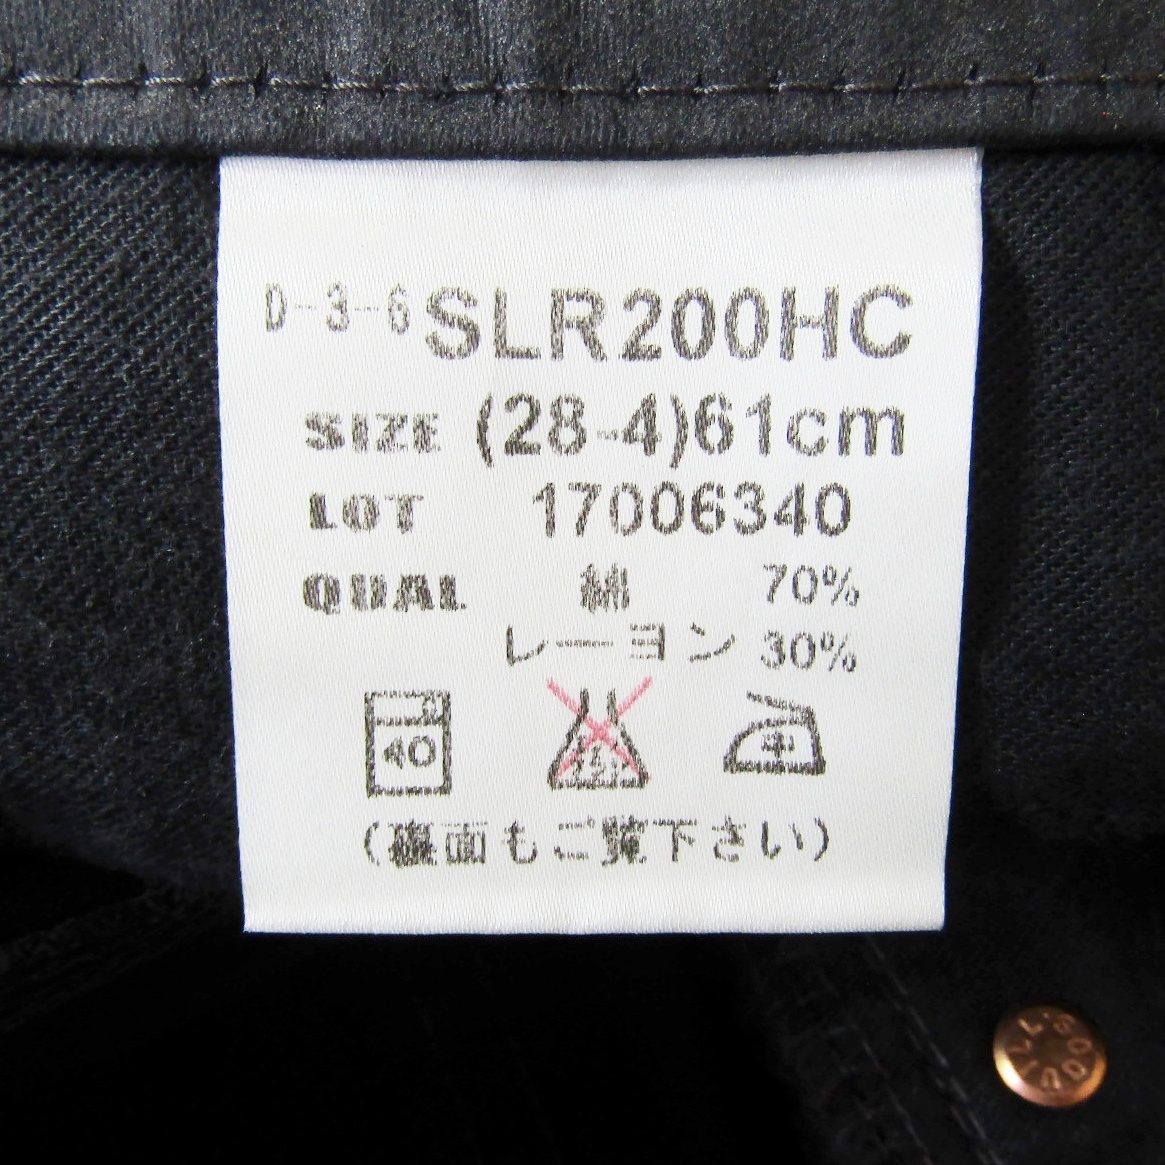 D-3-6 SLR200HC
SIZE (28-4)61cm
LOT 17006340
QUAL 綿 70%
レーヨン 30%
40
中
(裏面もご覧下さい)